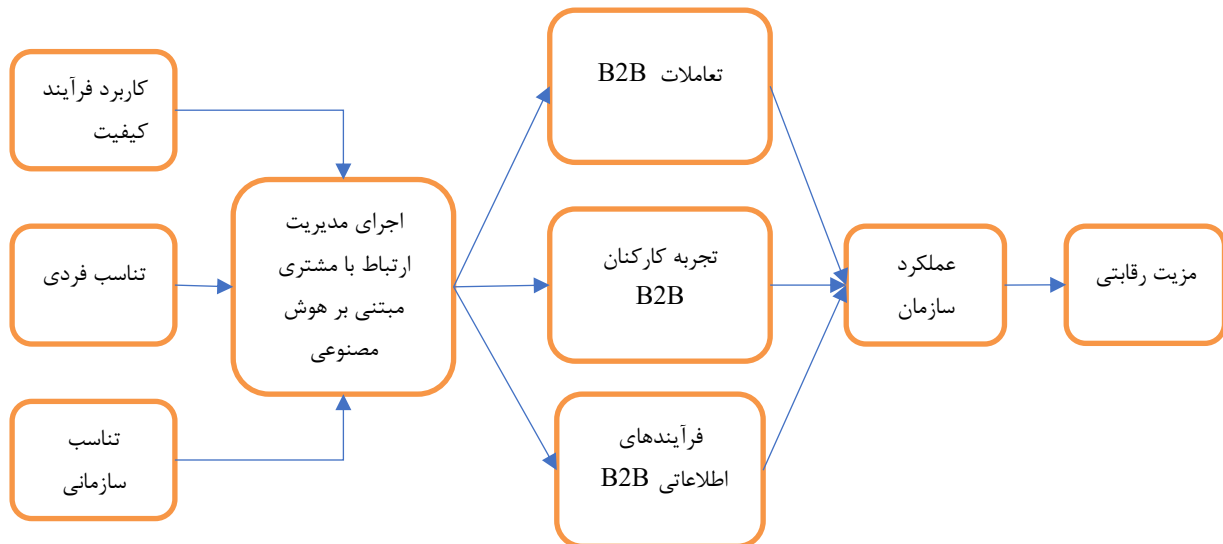 کاربرد فرآیند
کیفیت
تناسب فردی
تناسب
سازمانی
اجرای مدیریت
ارتباط با مشتری
مبتنی بر هوش
مصنوعی
تعاملات B2B
تجربه کارکنان
B2B
فرآیندهای
اطلاعاتی B2B
عملکرد
سازمان
مزیت رقابتی